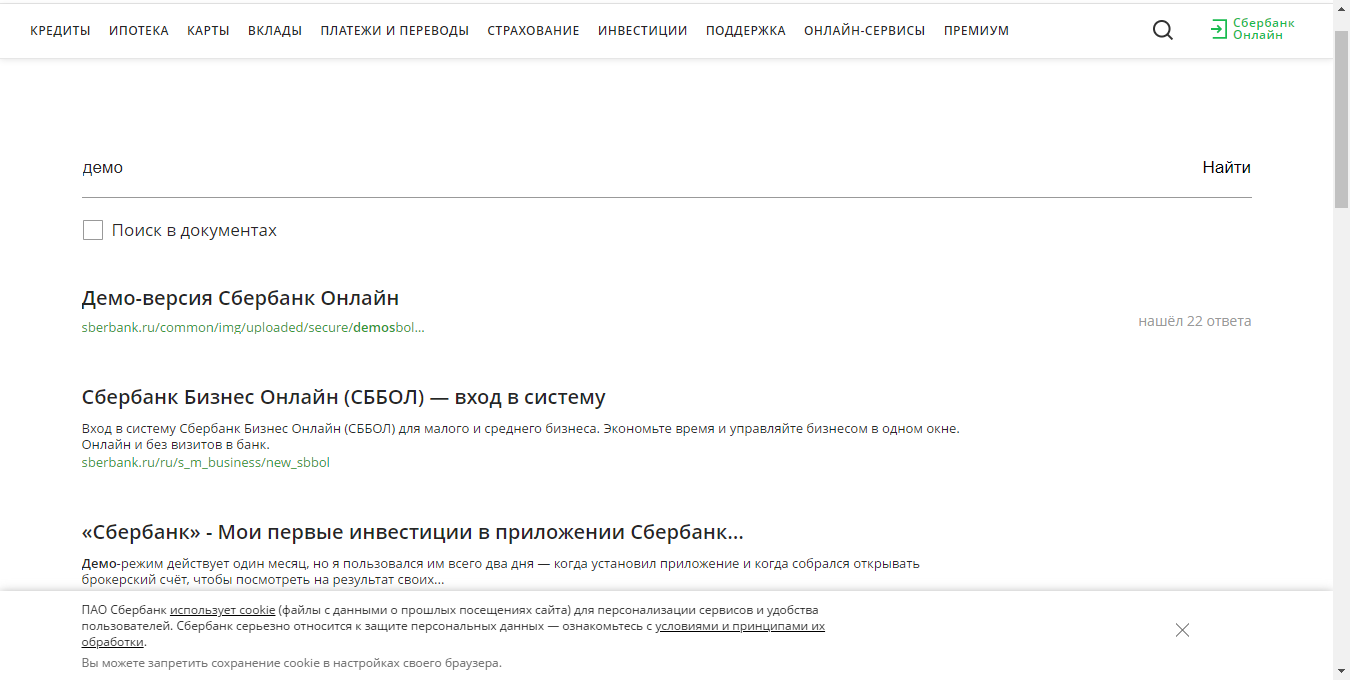 КРЕДИТЫ ИПОТЕКА КАРТЫ ВКЛАДЫ ПЛАТЕЖИ И ПЕРЕВОДЫ СТРАХОВАНИЕ ИНВЕСТИЦИИ ПОДДЕРЖКА ОНЛАЙН-СЕРВИСЫ ПРЕМИУМ
Сбербанк
Онлайн
демо Найти
Поиск в документах
Демо-версия Сбербанк Онлайн
нашёл 22 ответа
sberbank.ru/common/img/uploaded/secure/demosbol...
Сбербанк Бизнес Онлайн (СББОЛ) — вход в систему
Вход в систему Сбербанк Бизнес Онлайн (СББОЛ) для малого и среднего бизнеса. Экономьте время и управляйте бизнесом в одном окне.
Онлайн и без визитов в банк.
sberbank.ru/ru/s_m_business/new_sbbol
«Сбербанк» - Мои первые инвестиции в приложении Сбербанк...
Демо-режим действует один месяц, но я пользовался им всего два дня — когда установил приложение и когда собрался открывать
брокерский счёт, чтобы посмотреть на результат своих...
ПАО Сбербанк использует cookie (файлы с данными о прошлых посещениях сайта) для персонализации сервисов и удобства
пользователей. Сбербанк серьезно относится к защите персональных данных — ознакомьтесь с условиями и принципами их
обработки.
Вы можете запретить сохранение cookie в настройках своего браузера.